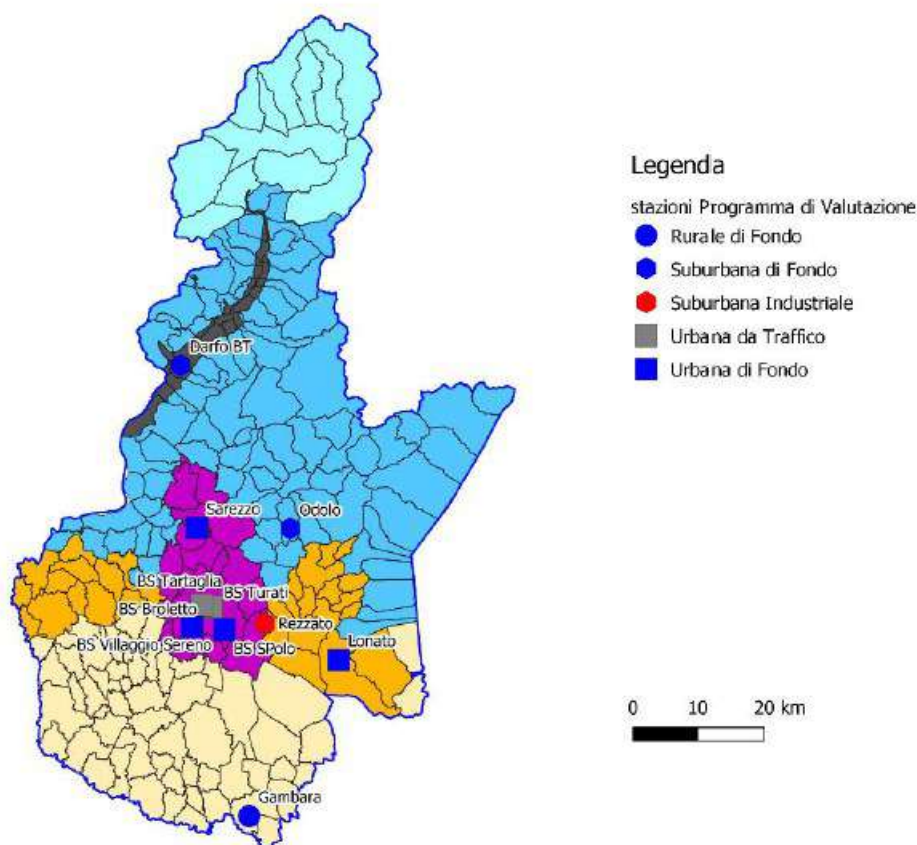 Legenda
stazioni Programma di Valutazione
Rurale di Fondo
Suburbana di Fondo
Suburbana Industriale
Urbana da Traffico
Urbana di Fondo
Darfo BT
Sarezzo
Odolo
BS Tartaglia
BS Turati
BS Broletto
Rezzato
BS Villaggio Sereno
BS SPolo
Lonato
Gambara
0 10 20 km